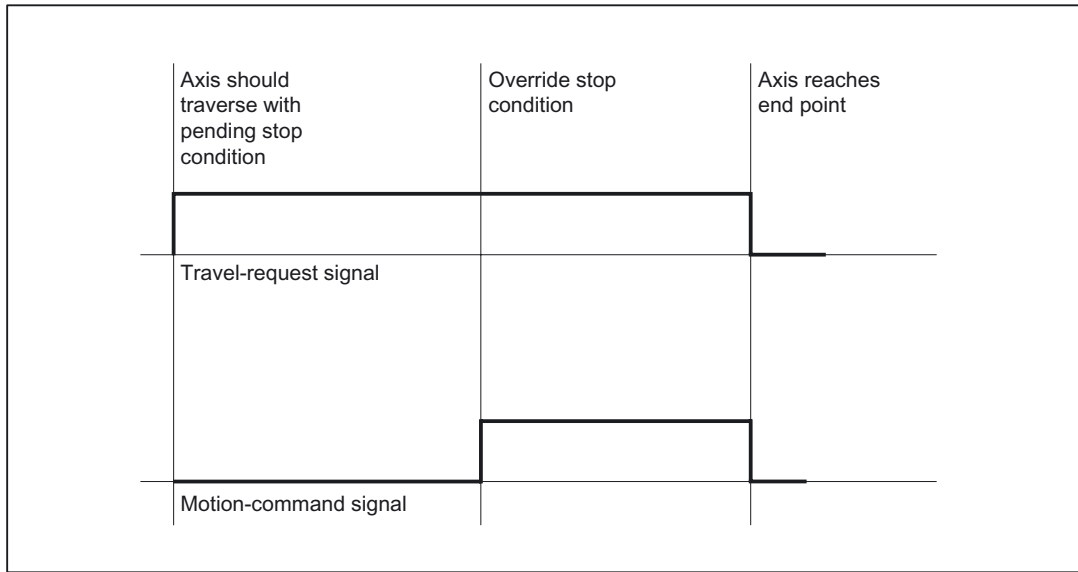 Axis should
traverse with
pending stop
condition
Override stop
condition
Axis reaches
end point
Travel-request signal
Motion-command signal